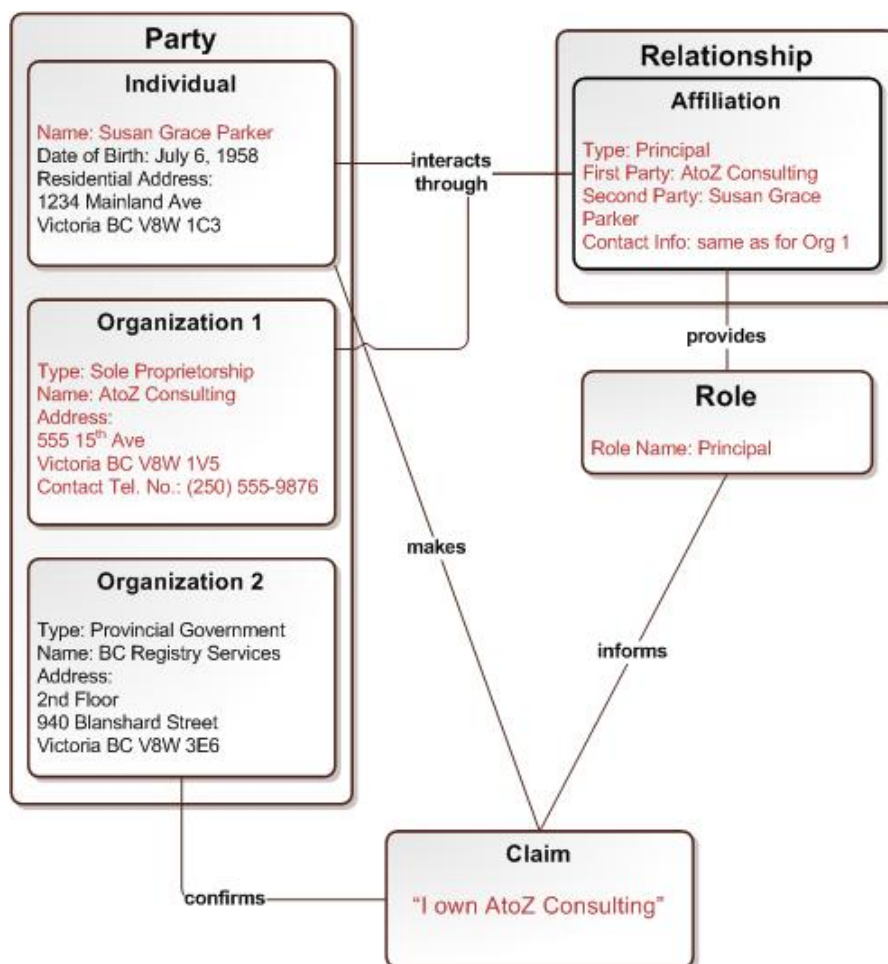 Party
Individual
Name: Susan Grace Parker
Date of Birth: July 6, 1958
Residential Address:
1234 Mainland Ave
Victoria BC V8W 1C3
Organization 1
Type: Sole Proprietorship
Name: AtoZ Consulting
Address:
555 15th Ave
Victoria BC V8W 1V5
Contact Tel. No.: (250) 555-9876
Organization 2
Type: Provincial Government
Name: BC Registry Services
Address:
2nd Floor
940 Blanshard Street
Victoria BC V8W 3E6
interacts
through
Relationship
Affiliation
Type: Principal
First Party: AtoZ Consulting
Second Party: Susan Grace
Parker
Contact Info: same as for Org 1
provides
Role
Role Name: Principal
makes
informs
confirms
Claim
“I own AtoZ Consulting”